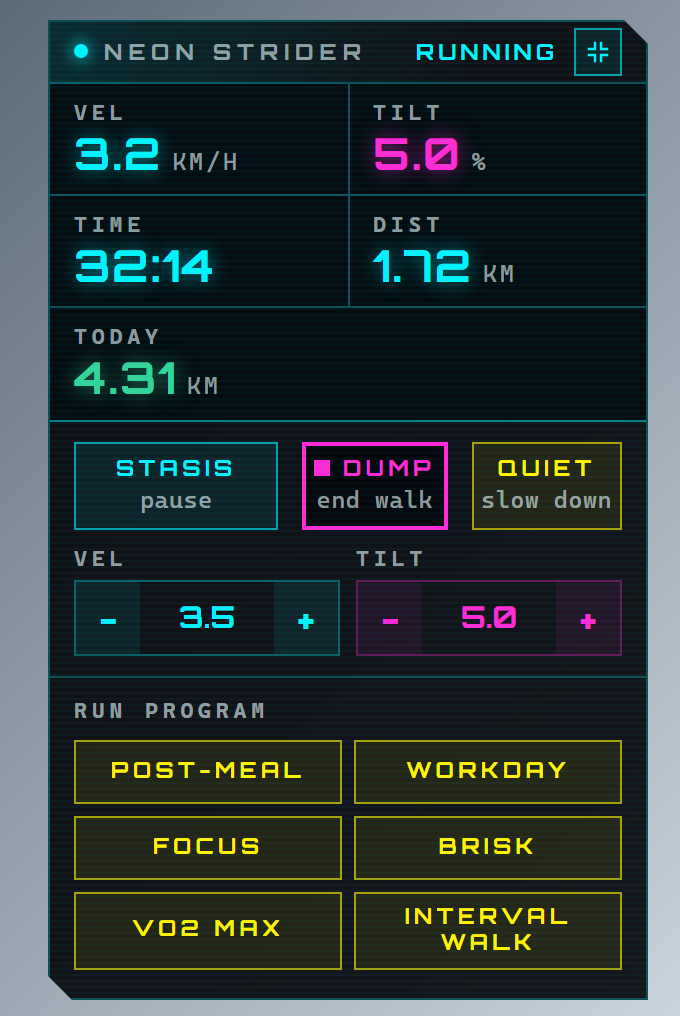 NEON STRIDER RUNNING
VEL TILT
3.2 KM/H 5.0 %
TIME DIST
32:14 1.72 KM
TODAY
4.31 KM
STASIS DUMP QUIET
pause end walk slow down
VEL TILT
- 3.5 + - 5.0 +
RUN PROGRAM
POST-MEAL WORKDAY
FOCUS BRISK
VO2 MAX INTERVAL
WALK